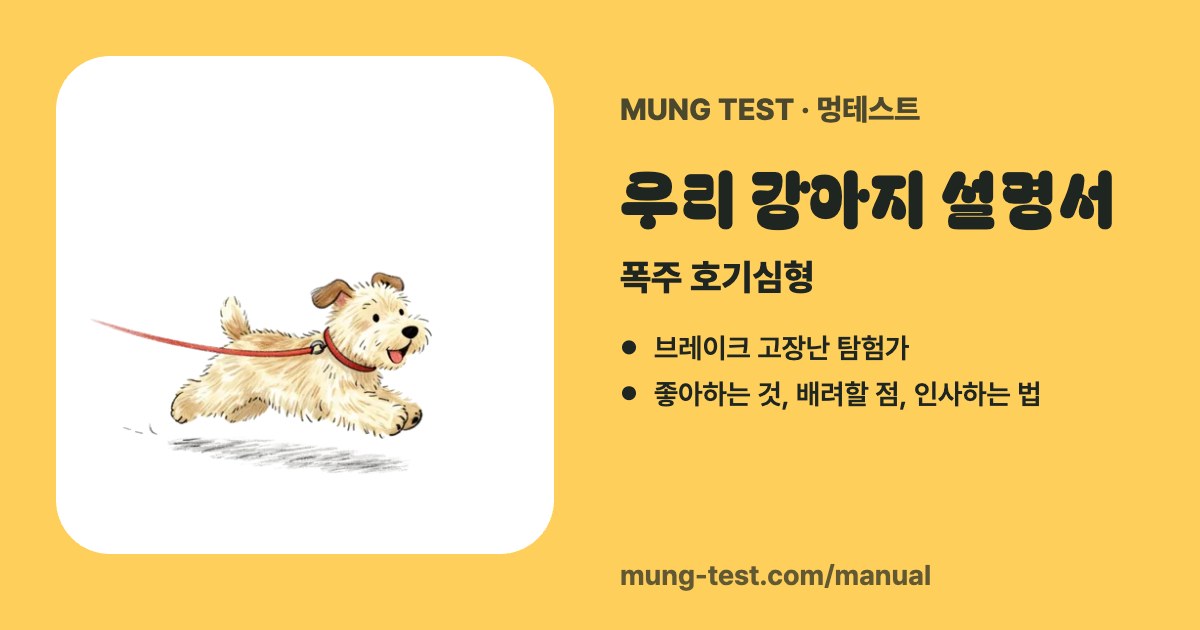 MUNG TEST · 멍테스트
우리 강아지 설명서
폭주 호기심형
● 브레이크 고장난 탐험가
● 좋아하는 것, 배려할 점, 인사하는 법
mung-test.com/manual